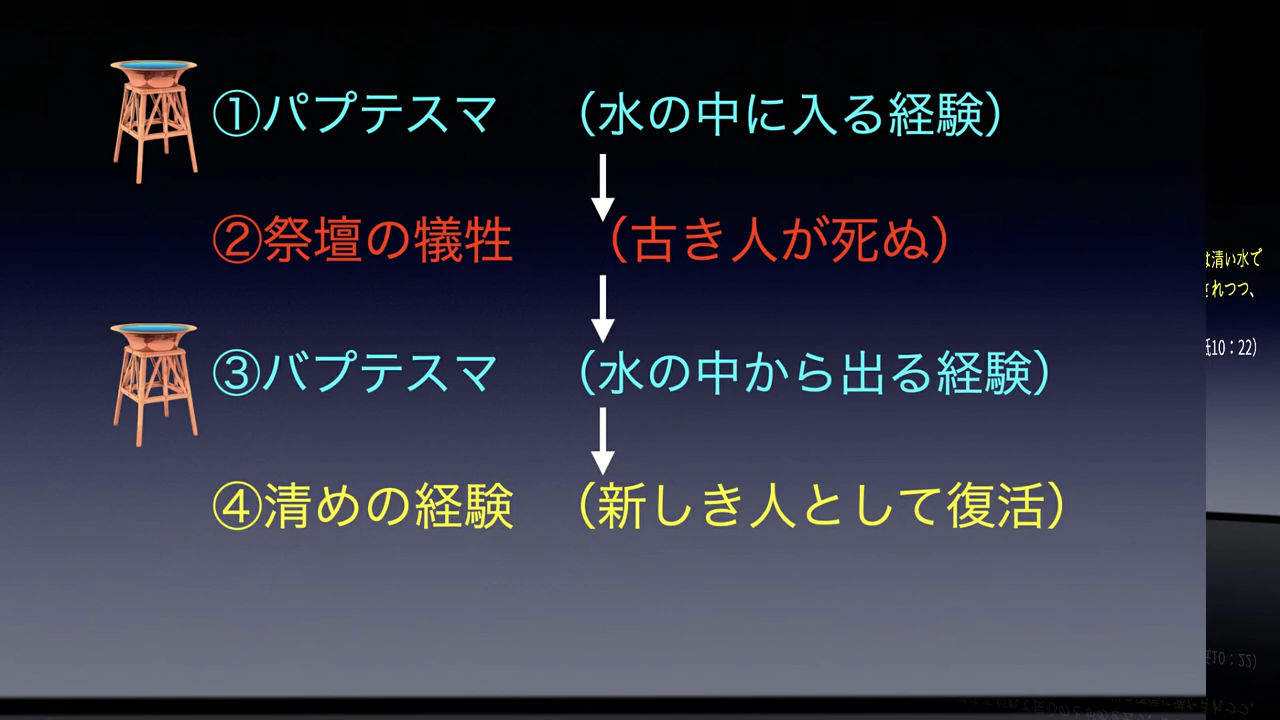 ①パプテスマ （水の中に入る経験）
②祭壇の犠牲 （古き人が死ぬ）
③バプテスマ （水の中から出る経験）
④清めの経験 （新しき人として復活）
は清い水で
されつつ、
10：22)